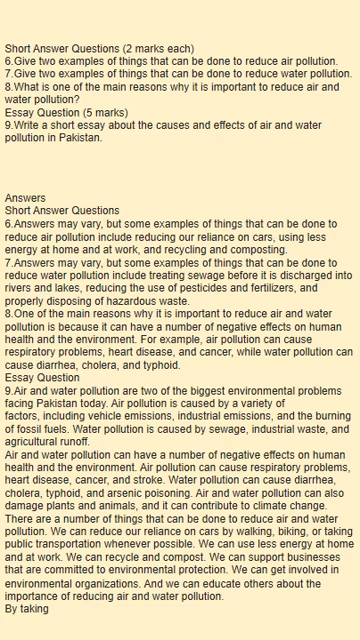 Short Answer Questions (2 marks each)
6.Give two examples of things that can be done to reduce air pollution.
7.Give two examples of things that can be done to reduce water pollution.
8.What is one of the main reasons why it is important to reduce air and
water pollution?
Essay Question (5 marks)
9.Write a short essay about the causes and effects of air and water
pollution in Pakistan.
Answers
Short Answer Questions
6.Answers may vary, but some examples of things that can be done to
reduce air pollution include reducing our reliance on cars, using less
energy at home and at work, and recycling and composting.
7.Answers may vary, but some examples of things that can be done to
reduce water pollution include treating sewage before it is discharged into
rivers and lakes, reducing the use of pesticides and fertilizers, and
properly disposing of hazardous waste.
8.One of the main reasons why it is important to reduce air and water
pollution is because it can have a number of negative effects on human
health and the environment. For example, air pollution can cause
respiratory problems, heart disease, and cancer, while water pollution can
cause diarrhea, cholera, and typhoid.
Essay Question
9.Air and water pollution are two of the biggest environmental problems
facing Pakistan today. Air pollution is caused by a variety of
factors, including vehicle emissions, industrial emissions, and the burning
of fossil fuels. Water pollution is caused by sewage, industrial waste, and
agricultural runoff.
Air and water pollution can have a number of negative effects on human
health and the environment. Air pollution can cause respiratory problems,
heart disease, cancer, and stroke. Water pollution can cause diarrhea,
cholera, typhoid, and arsenic poisoning. Air and water pollution can also
damage plants and animals, and it can contribute to climate change.
There are a number of things that can be done to reduce air and water
pollution. We can reduce our reliance on cars by walking, biking, or taking
public transportation whenever possible. We can use less energy at home
and at work. We can recycle and compost. We can support businesses
that are committed to environmental protection. We can get involved in
environmental organizations. And we can educate others about the
importance of reducing air and water pollution.
By taking